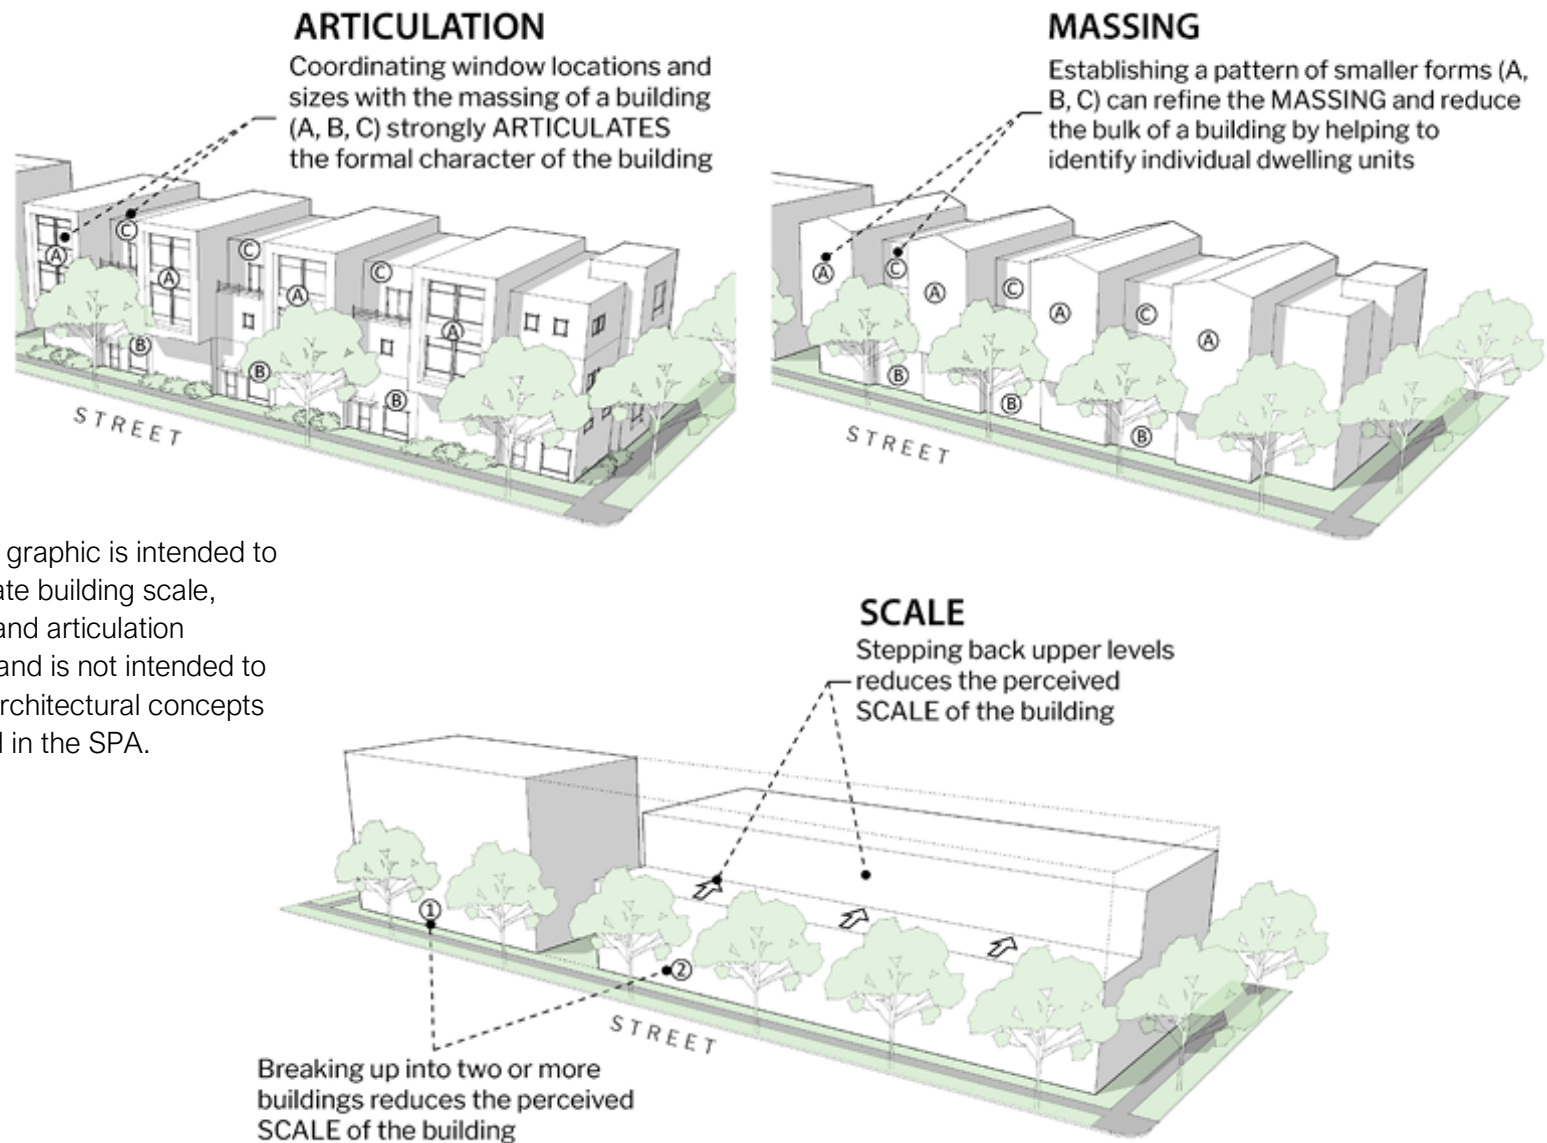 ARTICULATION
Coordinating window locations and
sizes with the massing of a building
(A, B, C) strongly ARTICULATES
the formal character of the building
A
C
A
C
A
C
A
B
B
B
STREET
MASSING
Establishing a pattern of smaller forms (A,
B, C) can refine the MASSING and reduce
the bulk of a building by helping to
identify individual dwelling units
A
C
A
C
A
C
A
B
B
B
STREET
graphic is intended to
ate building scale,
and articulation
and is not intended to
rchitectural concepts
in the SPA.
SCALE
Stepping back upper levels
reduces the perceived
SCALE of the building
1
2
STREET
Breaking up into two or more
buildings reduces the perceived
SCALE of the building